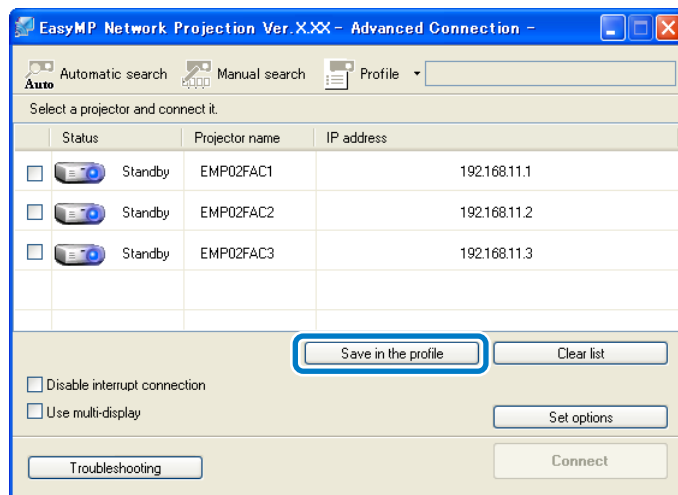 EasyMP Network Projection Ver.X.XX - Advanced Connection -
Auto Automatic search Manual search Profile
Select a projector and connect it.
Status Projector name IP address
Standby EMP02FAC1 192.168.11.1
Standby EMP02FAC2 192.168.11.2
Standby EMP02FAC3 192.168.11.3
Save in the profile Clear list
Disable interrupt connection
Use multi-display
Set options
Troubleshooting Connect